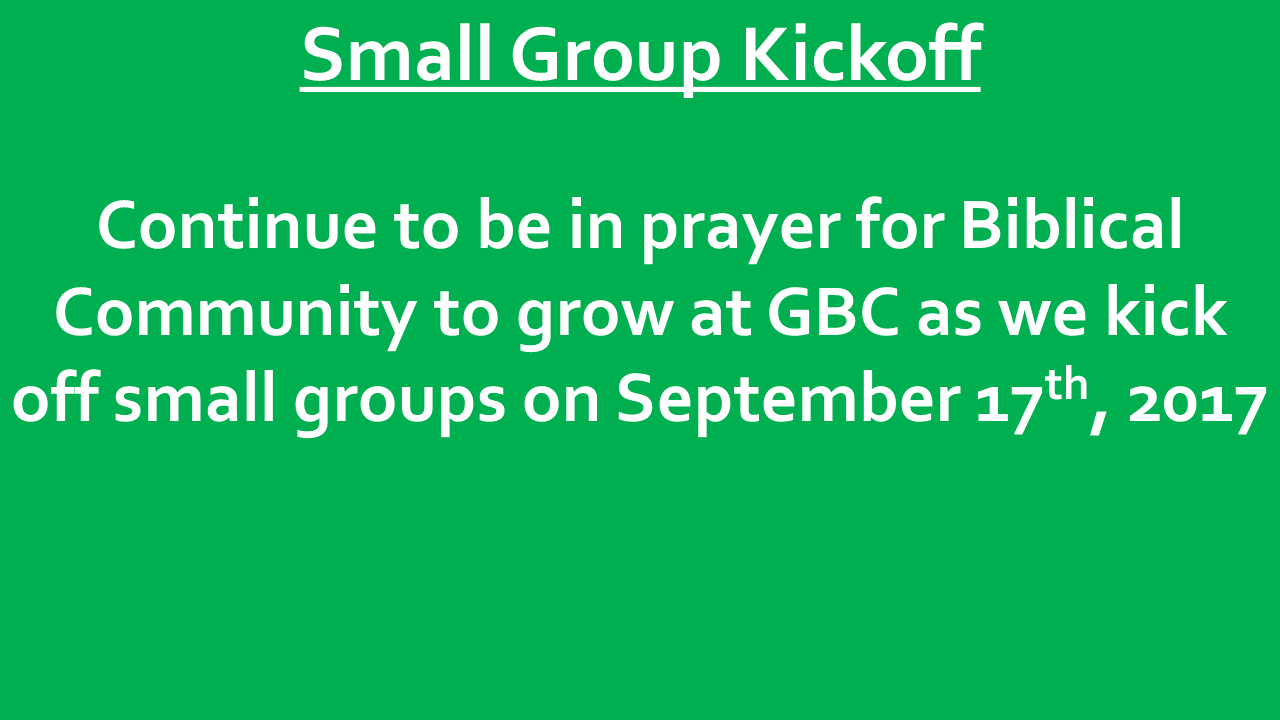 Small Group Kickoff
Continue to be in prayer for Biblical
Community to grow at GBC as we kick
off small groups on September 17th, 2017